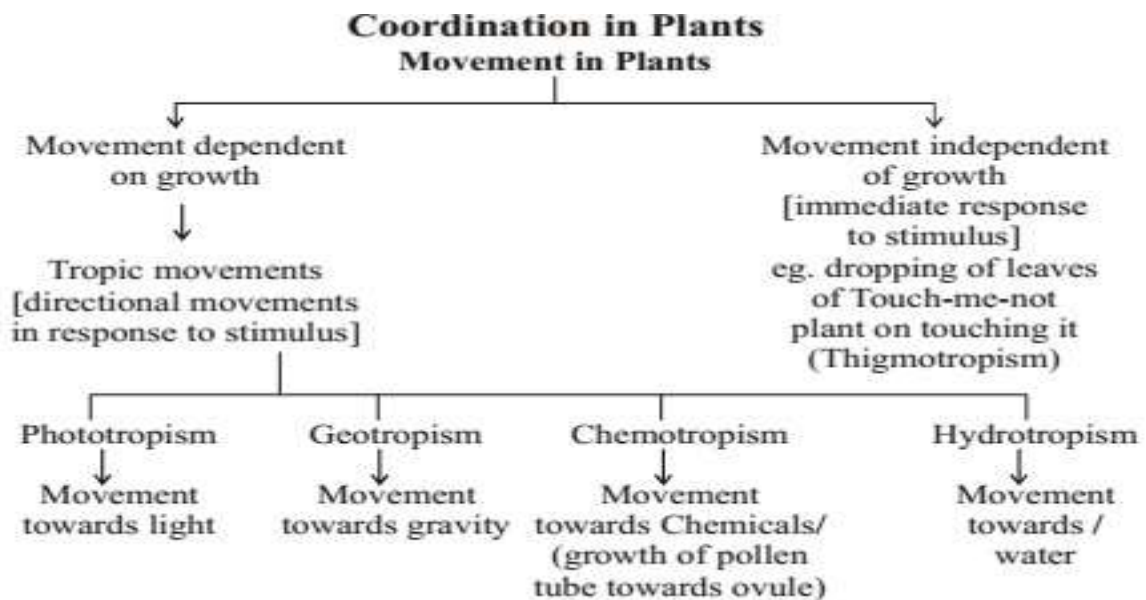 Coordination in Plants
Movement in Plants
Movement dependent
on growth
Tropic movements
[directional movements
in response to stimulus]
Movement independent
of growth
[immediate response
to stimulus]
eg. dropping of leaves
of Touch-me-not
plant on touching it
(Thigmotropism)
Phototropism
Movement
towards light
Geotropism
Movement
towards gravity
Chemotropism
Movement
towards Chemicals/
(growth of pollen
tube towards ovule)
Hydrotropism
Movement
towards /
water